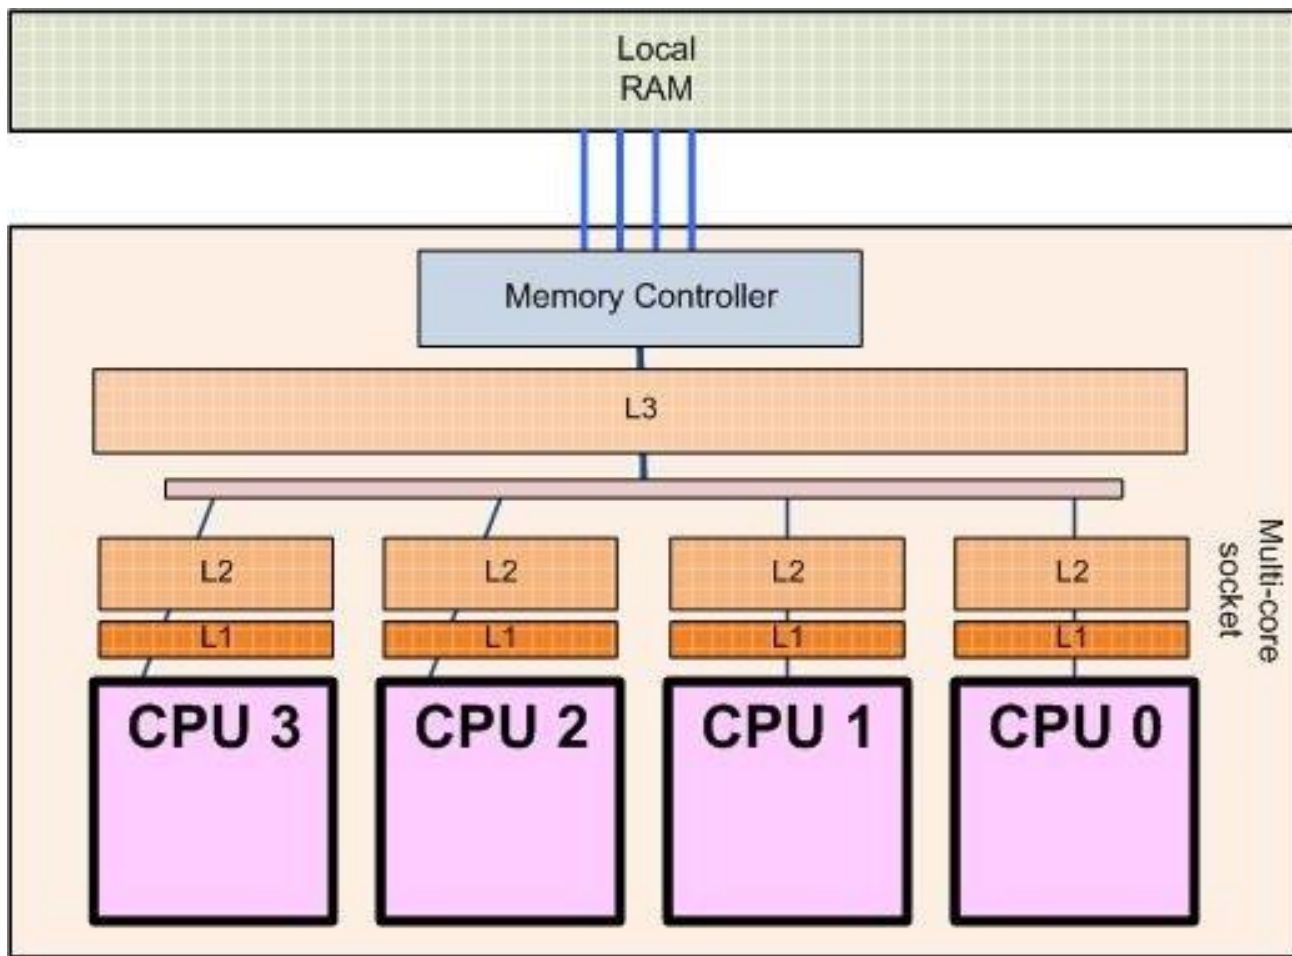 Local
RAM
Memory Controller
L3
L2
L2
L2
L2
L1
L1
L1
L1
CPU 3
CPU 2
CPU 1
CPU 0
Multi-core
socket